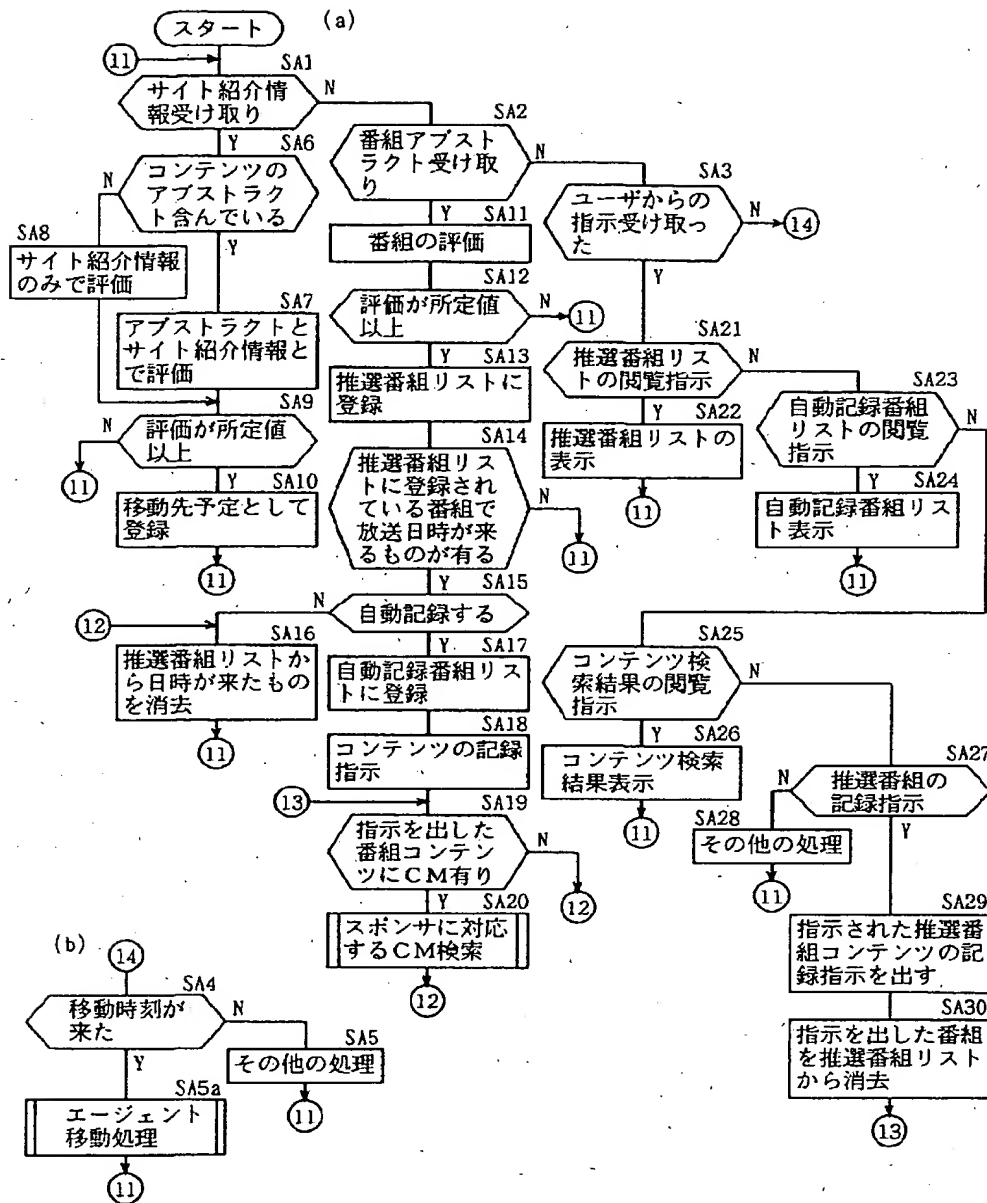 (a)
スタート
11
SA1
サイト紹介情
報受け取り
N
Y
SA2
番組アブスト
ラクト受け取
り
N
Y
SA3
ユーザからの
指示受け取っ
た
N
14
Y
SA6
コンテンツの
アブストラク
ト含んでいる
N
Y
SA8
サイト紹介情報
のみで評価
SA7
アブストラクトと
サイト紹介情報と
で評価
SA9
評価が所定値
以上
N
11
Y
SA10
移動先予定として
登録
11
SA11
番組の評価
SA12
評価が所定値
以上
N
11
Y
SA13
推選番組リストに
登録
SA14
推選番組リス
トに登録され
ている番組で
放送日時が来
るものが有る
N
11
Y
SA15
自動記録する
N
Y
12
SA16
推選番組リストか
ら日時が来たもの
を消去
11
SA17
自動記録番組リス
トに登録
SA18
コンテンツの記録
指示
13
SA19
指示を出した
番組コンテン
ツにCM有り
N
12
Y
SA20
スポンサに対応
するCM検索
12
SA21
推選番組リス
トの閲覧指示
N
Y
SA22
推選番組リストの
表示
11
SA23
自動記録番組
リストの閲覧
指示
N
Y
SA24
自動記録番組リス
ト表示
11
SA25
コンテンツ検
索結果の閲覧
指示
N
Y
SA26
コンテンツ検索
結果表示
11
SA27
推選番組の
記録指示
N
Y
SA28
その他の処理
11
SA29
指示された推選番
組コンテンツの記
録指示を出す
SA30
指示を出した番組
を推選番組リスト
から消去
13
(b)
14
SA4
移動時刻が
来た
N
Y
SA5
その他の処理
11
SA5a
エージェント
移動処理
11